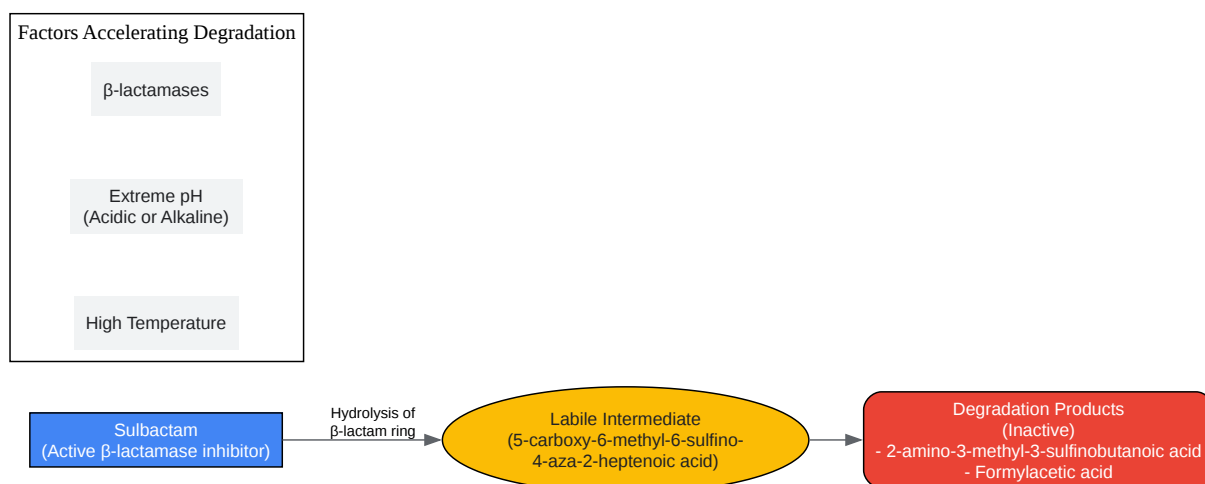 Factors Accelerating Degradation
β-lactamases
Extreme pH
(Acidic or Alkaline)
High Temperature
Sulbactam
(Active β-lactamase inhibitor)
Hydrolysis of
β-lactam ring
Labile Intermediate
(5-carboxy-6-methyl-6-sulfino-
4-aza-2-heptenoic acid)
Degradation Products
(Inactive)
- 2-amino-3-methyl-3-sulfinobutanoic acid
- Formylacetic acid